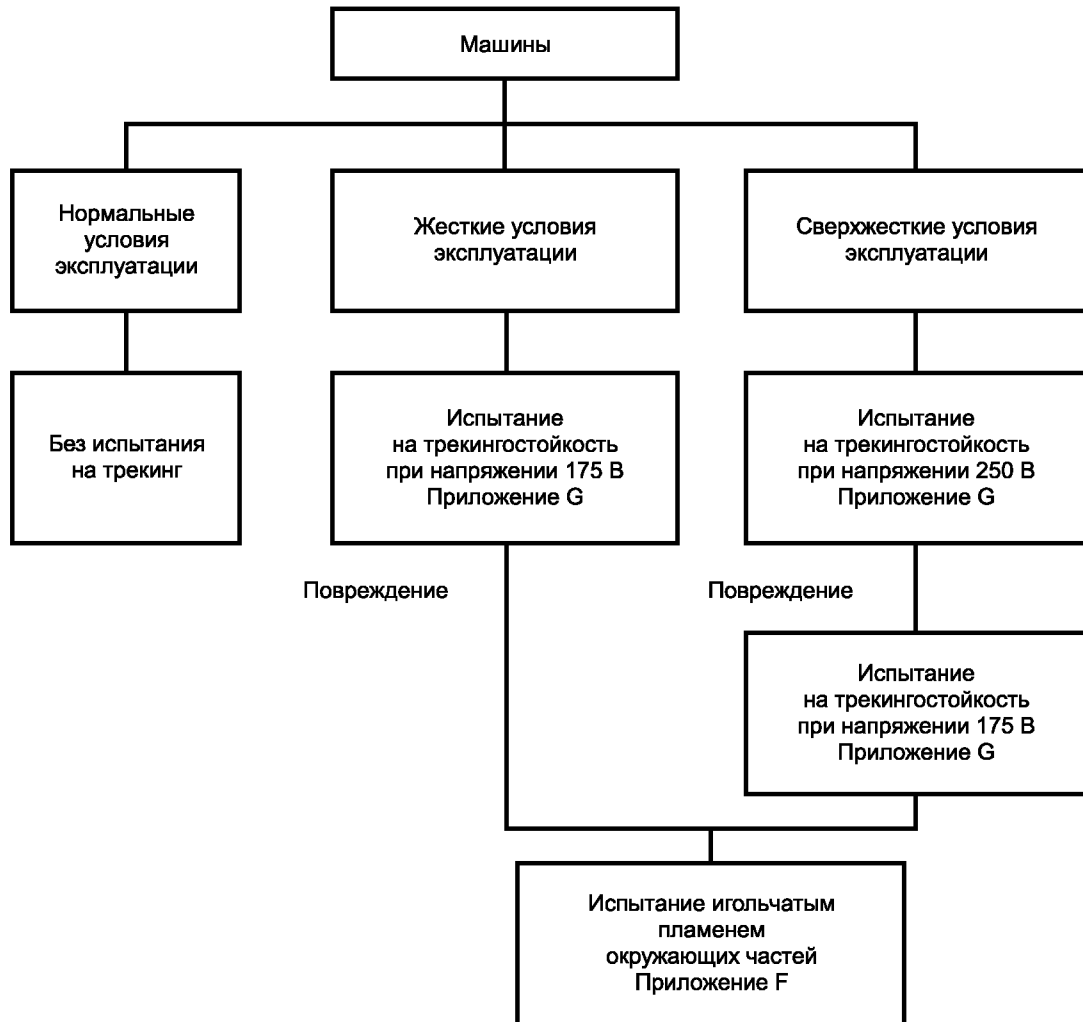 Машины
Нормальные
условия
эксплуатации
Жесткие условия
эксплуатации
Сверхжесткие условия
эксплуатации
Без испытания
на трекинг
Испытание
на трекингостойкость
при напряжении 175 В
Приложение G
Испытание
на трекингостойкость
при напряжении 250 В
Приложение G
Повреждение
Повреждение
Испытание
на трекингостойкость
при напряжении 175 В
Приложение G
Испытание игольчатым
пламенем
окружающих частей
Приложение F